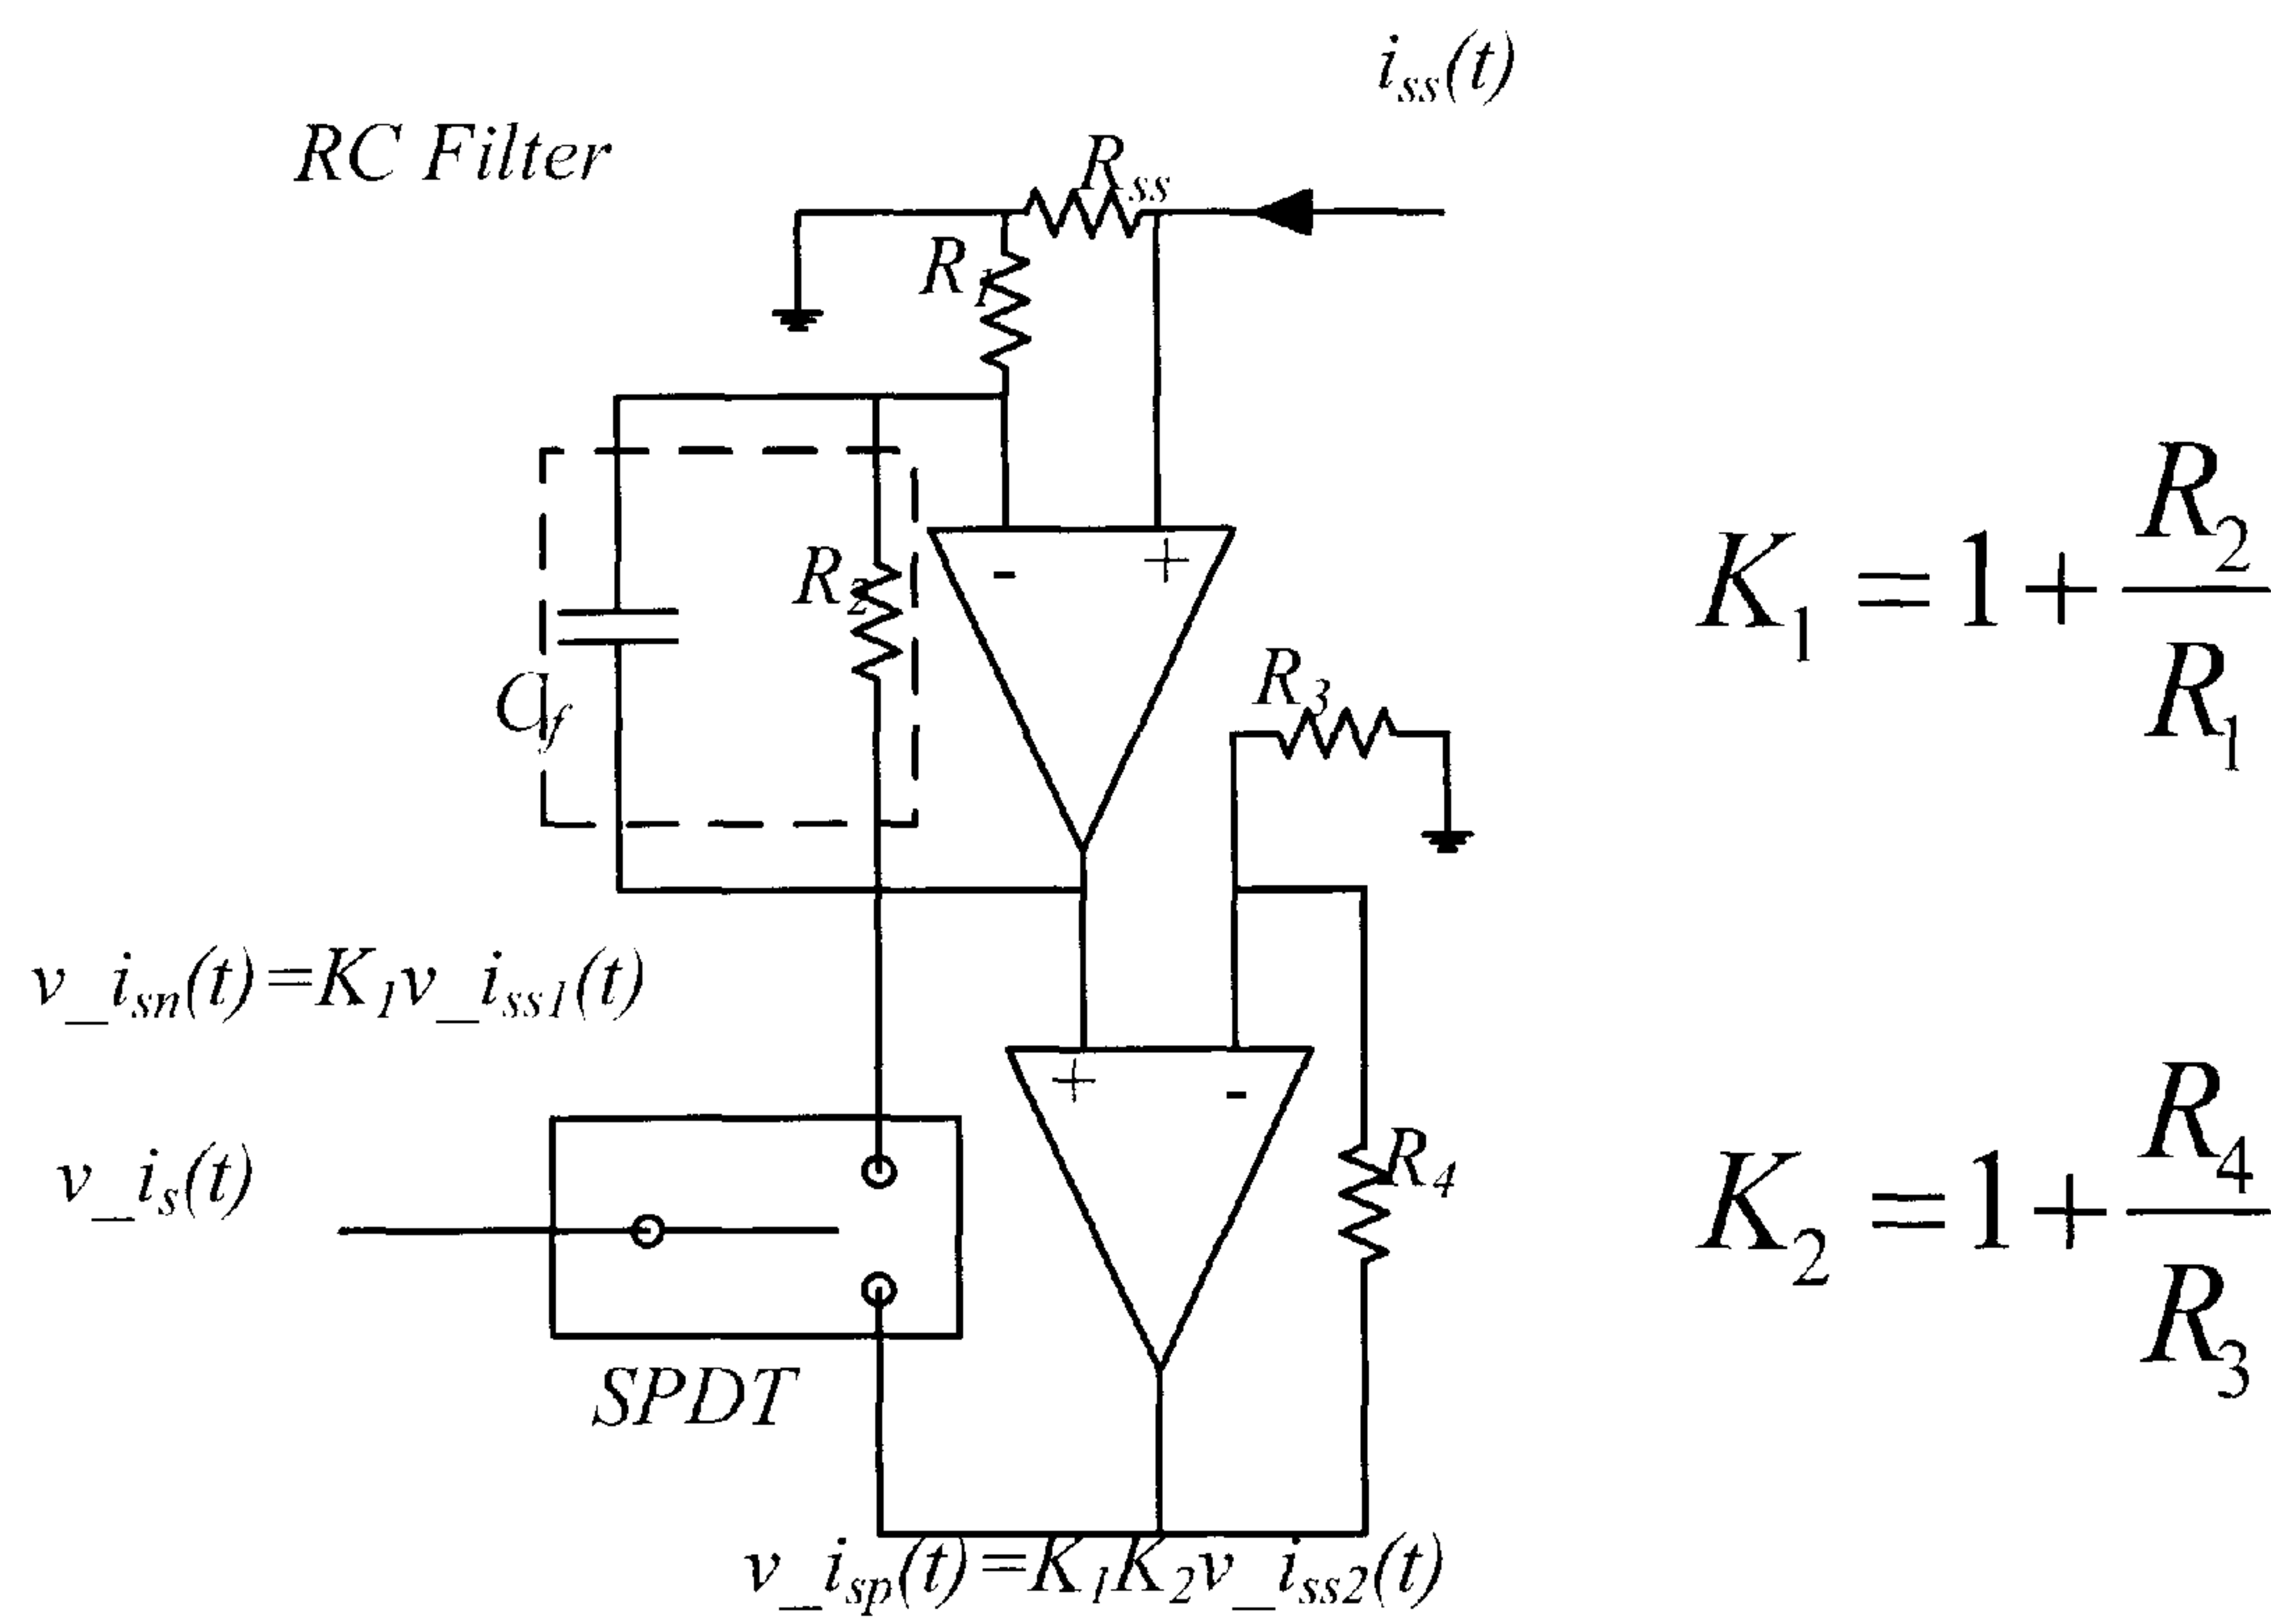 i_ss(t)
RC Filter
R_ss
R_1
-
+
R_2
C_f
R_3
K_1 = 1 + R_2/R_1
v_i_sn(t)=K_1v_i_ss1(t)
+
-
v_i_s(t)
R_4
K_2 = 1 + R_4/R_3
SPDT
v_i_sp(t)=K_1K_2v_i_ss2(t)